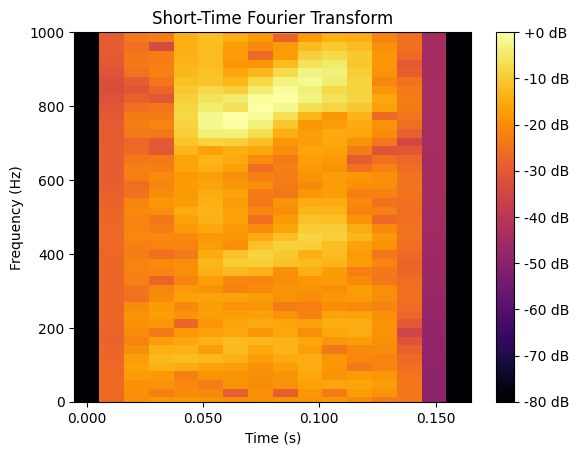 Short-Time Fourier Transform
1000
800
600
400
200
0
Frequency (Hz)
0.000
0.050
0.100
0.150
Time (s)
+0 dB
-10 dB
-20 dB
-30 dB
-40 dB
-50 dB
-60 dB
-70 dB
-80 dB